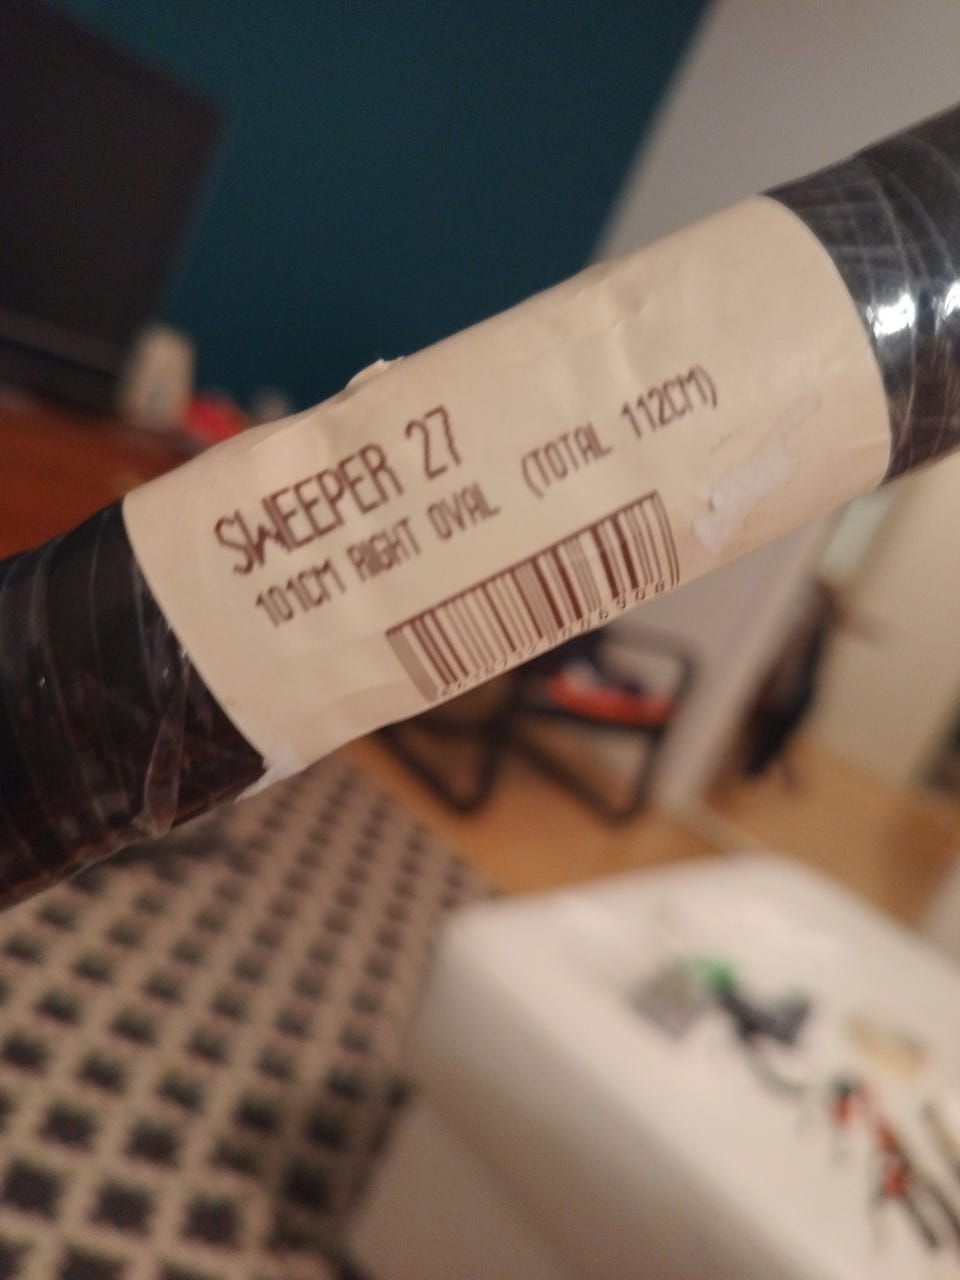 SWEEPER 27
101CM RIGHT OVAL (TOTAL 112CM)